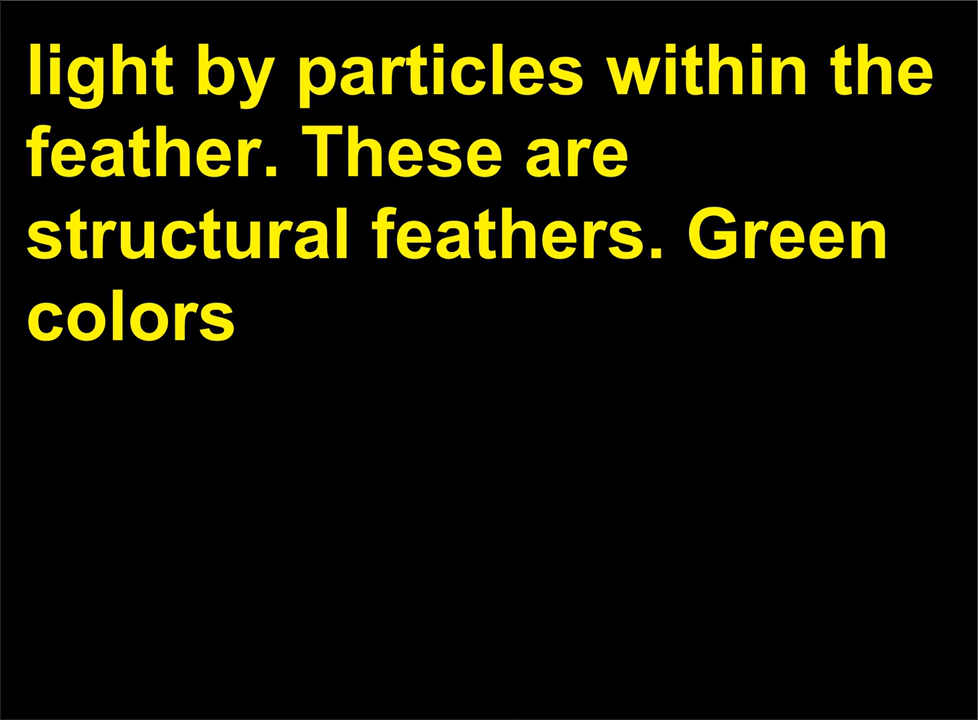 light by particles within the
feather. These are
structural feathers. Green
colors